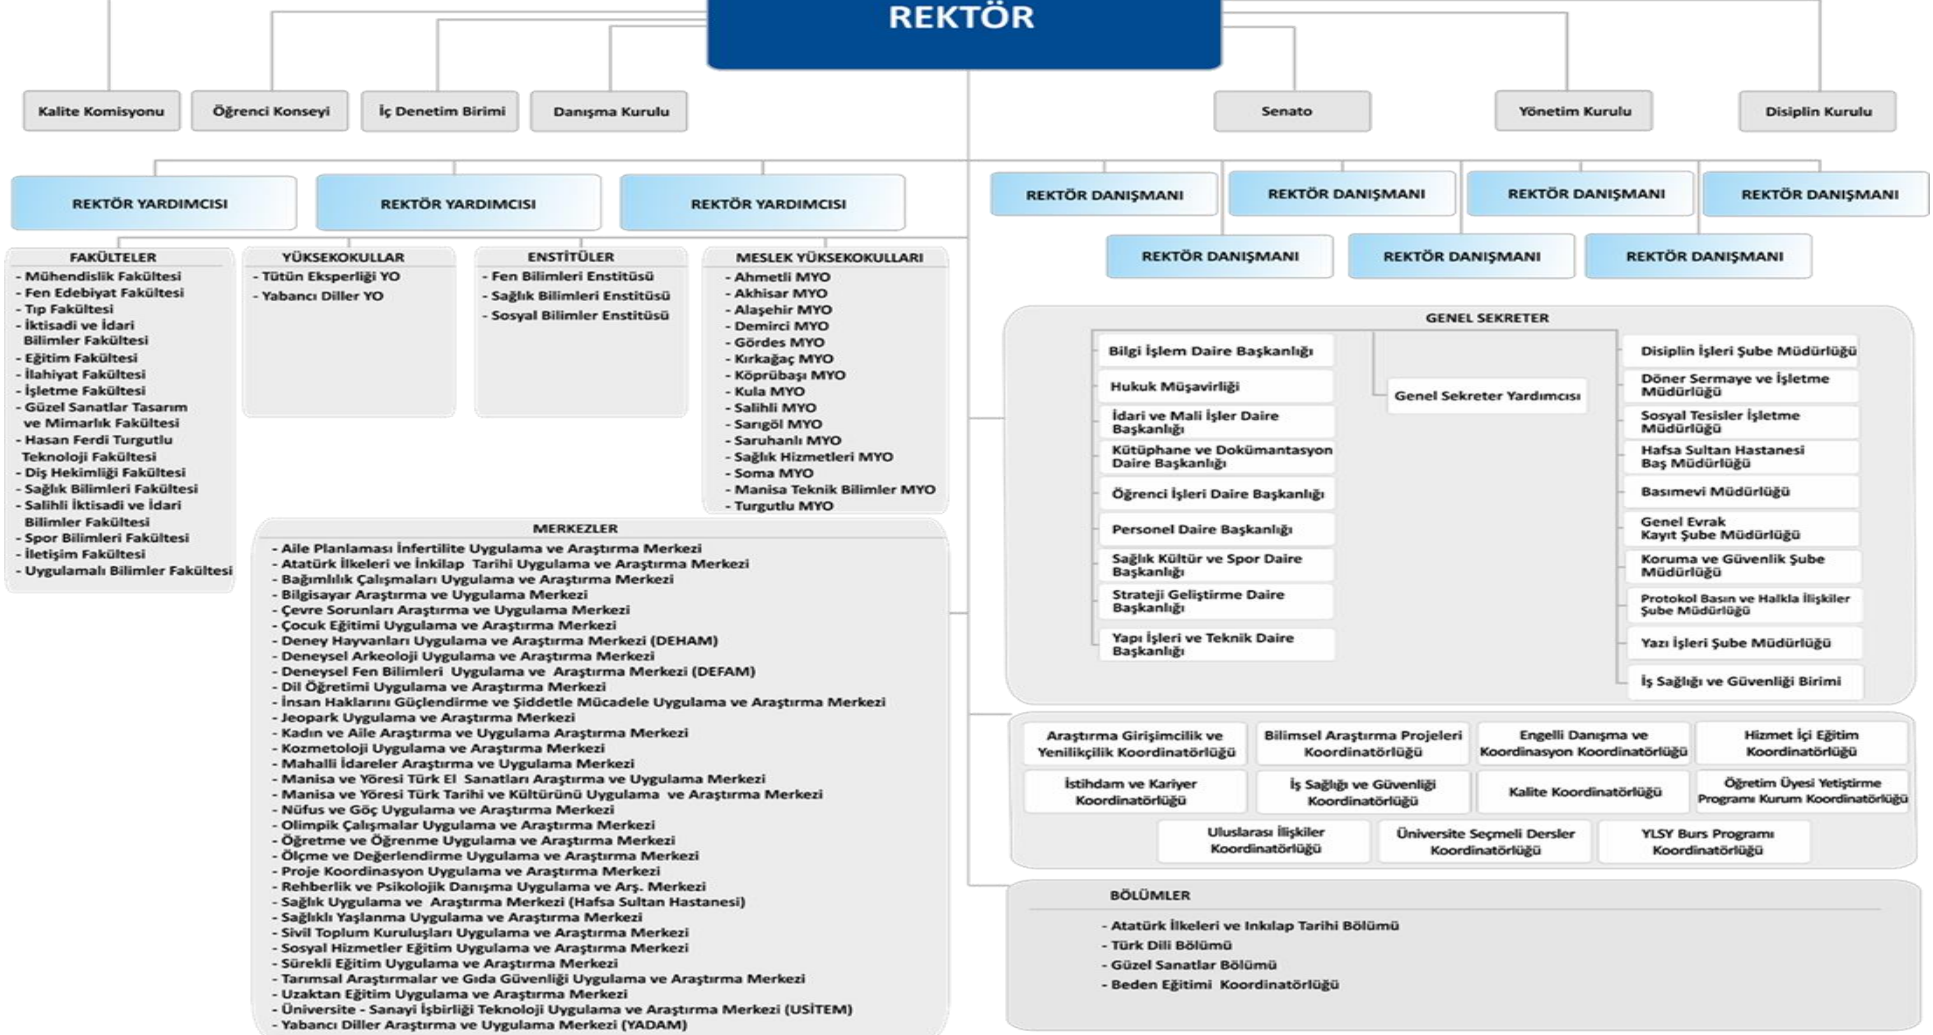 REKTÖR
Kalite Komisyonu
Öğrenci Konseyi
İç Denetim Birimi
Danışma Kurulu
Senato
Yönetim Kurulu
Disiplin Kurulu
REKTÖR YARDIMCISI
REKTÖR YARDIMCISI
REKTÖR YARDIMCISI
REKTÖR DANIŞMANI
REKTÖR DANIŞMANI
REKTÖR DANIŞMANI
REKTÖR DANIŞMANI
REKTÖR DANIŞMANI
REKTÖR DANIŞMANI
REKTÖR DANIŞMANI
FAKÜLTELER
- Mühendislik Fakültesi
- Fen Edebiyat Fakültesi
- Tıp Fakültesi
- İktisadi ve İdari
Bilimler Fakültesi
- Eğitim Fakültesi
- İlahiyat Fakültesi
- İşletme Fakültesi
- Güzel Sanatlar Tasarım
ve Mimarlık Fakültesi
- Hasan Ferdi Turgutlu
Teknoloji Fakültesi
- Diş Hekimliği Fakültesi
- Sağlık Bilimleri Fakültesi
- Salihli İktisadi ve İdari
Bilimler Fakültesi
- Spor Bilimleri Fakültesi
- İletişim Fakültesi
- Uygulamalı Bilimler Fakültesi
YÜKSEKOKULLAR
- Tütün Eksperliği YO
- Yabancı Diller YO
ENSTİTÜLER
- Fen Bilimleri Enstitüsü
- Sağlık Bilimleri Enstitüsü
- Sosyal Bilimler Enstitüsü
MESLEK YÜKSEKOKULLARI
- Ahmetli MYO
- Akhisar MYO
- Alaşehir MYO
- Demirci MYO
- Gördes MYO
- Kırkağaç MYO
- Köprübaşı MYO
- Kula MYO
- Salihli MYO
- Sarıgöl MYO
- Saruhanlı MYO
- Sağlık Hizmetleri MYO
- Soma MYO
- Manisa Teknik Bilimler MYO
- Turgutlu MYO
MERKEZLER
- Aile Planlaması İnfertilite Uygulama ve Araştırma Merkezi
- Atatürk İlkeleri ve İnkilap Tarihi Uygulama ve Araştırma Merkezi
- Bağımlılık Çalışmaları Uygulama ve Araştırma Merkezi
- Bilgisayar Araştırma ve Uygulama Merkezi
- Çevre Sorunları Araştırma ve Uygulama Merkezi
- Çocuk Eğitimi Uygulama ve Araştırma Merkezi
- Deney Hayvanları Uygulama ve Araştırma Merkezi (DEHAM)
- Deneysel Arkeoloji Uygulama ve Araştırma Merkezi
- Deneysel Fen Bilimleri Uygulama ve Araştırma Merkezi (DEFAM)
- Dil Öğretimi Uygulama ve Araştırma Merkezi
- İnsan Haklarını Güçlendirme ve Şiddetle Mücadele Uygulama ve Araştırma Merkezi
- Jeopark Uygulama ve Araştırma Merkezi
- Kadın ve Aile Araştırma ve Uygulama Araştırma Merkezi
- Kozmetoloji Uygulama ve Araştırma Merkezi
- Mahalli İdareler Araştırma ve Uygulama Merkezi
- Manisa ve Yöresi Türk El Sanatları Araştırma ve Uygulama Merkezi
- Manisa ve Yöresi Türk Tarihi ve Kültürünü Uygulama ve Araştırma Merkezi
- Nüfus ve Göç Uygulama ve Araştırma Merkezi
- Olimpik Çalışmalar Uygulama ve Araştırma Merkezi
- Öğretme ve Öğrenme Uygulama ve Araştırma Merkezi
- Ölçme ve Değerlendirme Uygulama ve Araştırma Merkezi
- Proje Koordinasyon Uygulama ve Araştırma Merkezi
- Rehberlik ve Psikolojik Danışma Uygulama ve Arş. Merkezi
- Sağlık Uygulama ve Araştırma Merkezi (Hafsa Sultan Hastanesi)
- Sağlıklı Yaşlanma Uygulama ve Araştırma Merkezi
- Sivil Toplum Kuruluşları Uygulama ve Araştırma Merkezi
- Sosyal Hizmetler Eğitim Uygulama ve Araştırma Merkezi
- Sürekli Eğitim Uygulama ve Araştırma Merkezi
- Tarımsal Araştırmalar ve Gıda Güvenliği Uygulama ve Araştırma Merkezi
- Uzaktan Eğitim Uygulama ve Araştırma Merkezi
- Üniversite - Sanayi İşbirliği Teknoloji Uygulama ve Araştırma Merkezi (USİTEM)
- Yabancı Diller Araştırma ve Uygulama Merkezi (YADAM)
GENEL SEKRETER
Bilgi İşlem Daire Başkanlığı
Hukuk Müşavirliği
İdari ve Mali İşler Daire
Başkanlığı
Kütüphane ve Dokümantasyon
Daire Başkanlığı
Öğrenci İşleri Daire Başkanlığı
Personel Daire Başkanlığı
Sağlık Kültür ve Spor Daire
Başkanlığı
Strateji Geliştirme Daire
Başkanlığı
Yapı İşleri ve Teknik Daire
Başkanlığı
Genel Sekreter Yardımcısı
Disiplin İşleri Şube Müdürlüğü
Döner Sermaye ve İşletme
Müdürlüğü
Sosyal Tesisler İşletme
Müdürlüğü
Hafsa Sultan Hastanesi
Baş Müdürlüğü
Basımevi Müdürlüğü
Genel Evrak
Kayıt Şube Müdürlüğü
Koruma ve Güvenlik Şube
Müdürlüğü
Protokol Basın ve Halkla İlişkiler
Şube Müdürlüğü
Yazı İşleri Şube Müdürlüğü
İş Sağlığı ve Güvenliği Birimi
Araştırma Girişimcilik ve
Yenilikçilik Koordinatörlüğü
Bilimsel Araştırma Projeleri
Koordinatörlüğü
Engelli Danışma ve
Koordinasyon Koordinatörlüğü
Hizmet İçi Eğitim
Koordinatörlüğü
İstihdam ve Kariyer
Koordinatörlüğü
İş Sağlığı ve Güvenliği
Koordinatörlüğü
Kalite Koordinatörlüğü
Öğretim Üyesi Yetiştirme
Programı Kurum Koordinatörlüğü
Uluslarası İlişkiler
Koordinatörlüğü
Üniversite Seçmeli Dersler
Koordinatörlüğü
YLSY Burs Programı
Koordinatörlüğü
BÖLÜMLER
- Atatürk İlkeleri ve Inkılap Tarihi Bölümü
- Türk Dili Bölümü
- Güzel Sanatlar Bölümü
- Beden Eğitimi Koordinatörlüğü